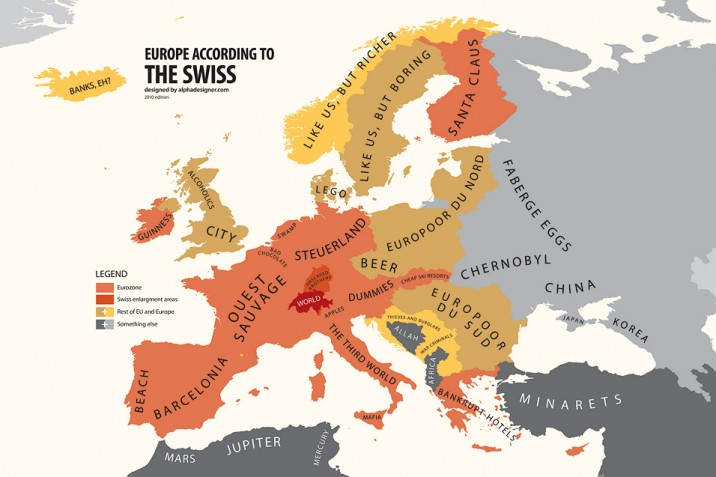 EUROPE ACCORDING TO
THE SWISS
designed by alphadesigner.com
2010 edition
BANKS, EH?
LIKE US, BUT RICHER
LIKE US, BUT BORING
SANTA CLAUS
ALCOHOLICS
GUINNESS
CITY
LEGO
EUROPOOR DU NORD
FABERGE EGGS
SWAMP
BAD
CHOCOLATE
STEUERLAND
BEER
CHERNOBYL
LEGEND
Eurozone
Swiss enlargment areas
Rest of EU and Europe
Something else
OUEST
SAUVAGE
WORLD
DUMMIES
CHEAP SKI RESORTS
CHINA
APPLES
EUROPOOR
DU SUD
JAPAN
KOREA
THIEVES AND BURGLARS
ALLAH
WAR CRIMINALS
THE THIRD WORLD
AFRICA
BEACH
BARCELONIA
MAFIA
BANKRUPT HOTELS
MINARETS
MARS
JUPITER
MERCURY